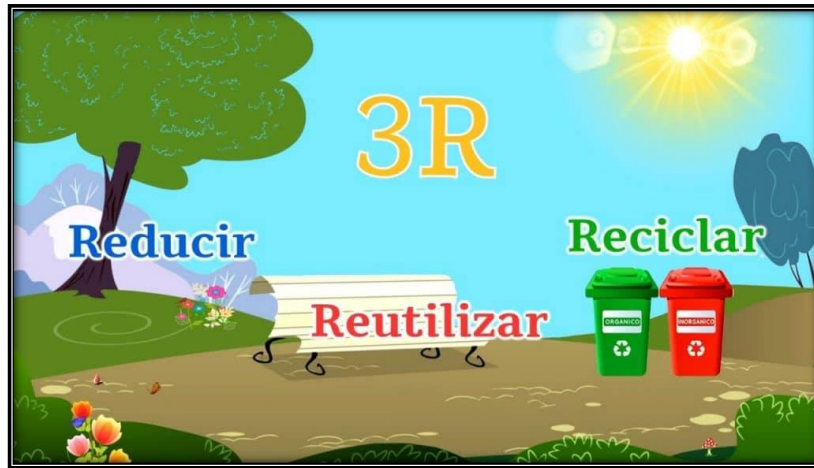 3R
Reducir
Reciclar
Reutilizar
ORGANICO
INORGANICO